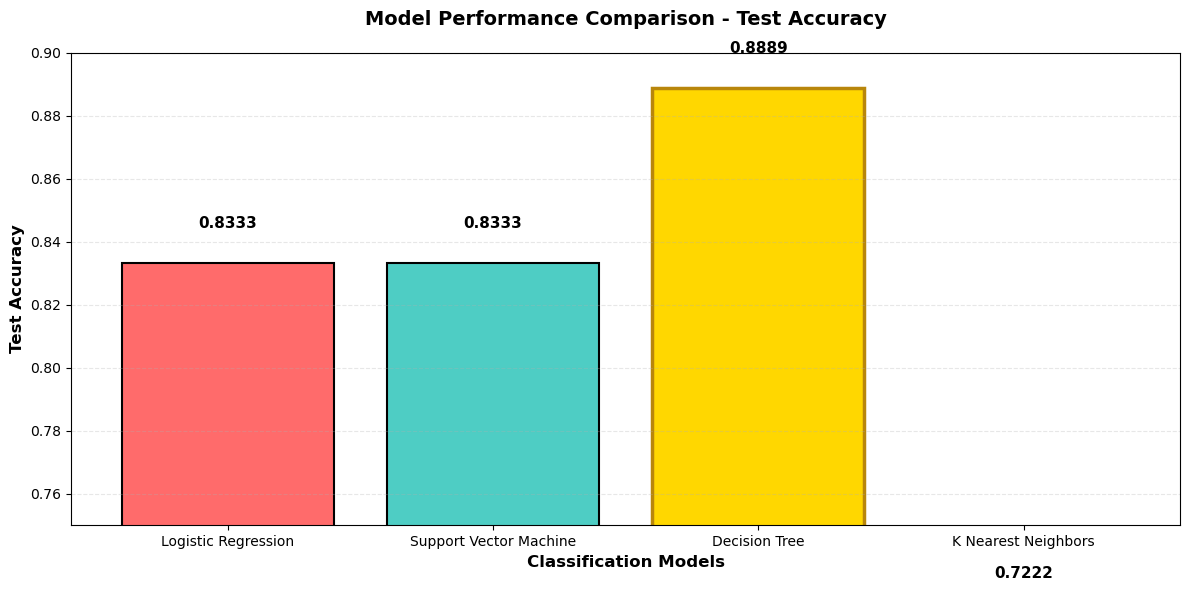 Model Performance Comparison - Test Accuracy
0.8889
0.90
0.88
0.86
0.8333
0.8333
0.84
0.82
0.80
0.78
0.76
Test Accuracy
Logistic Regression
Support Vector Machine
Decision Tree
K Nearest Neighbors
Classification Models
0.7222